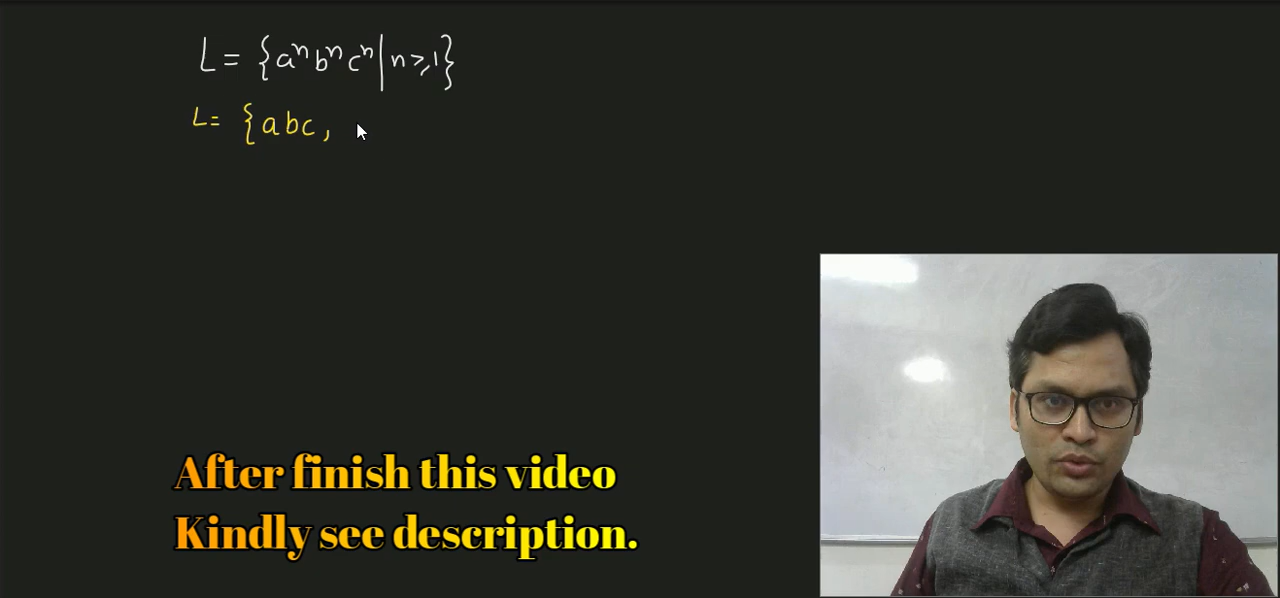 L = {aⁿbⁿcⁿ | n ≥ 1}
L = {abc,
After finish this video
Kindly see description.